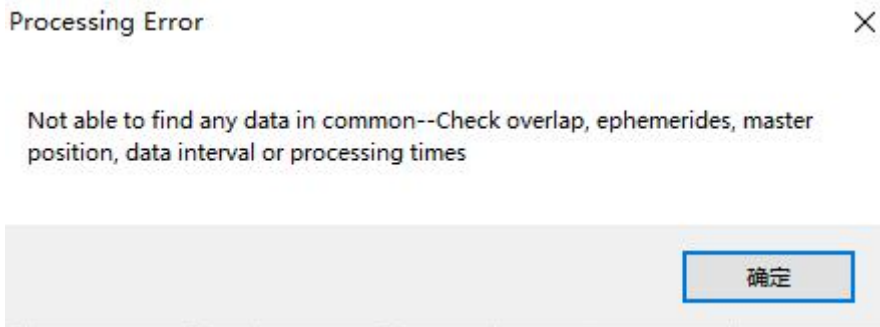 Processing Error
Not able to find any data in common--Check overlap, ephemerides, master
position, data interval or processing times
确定